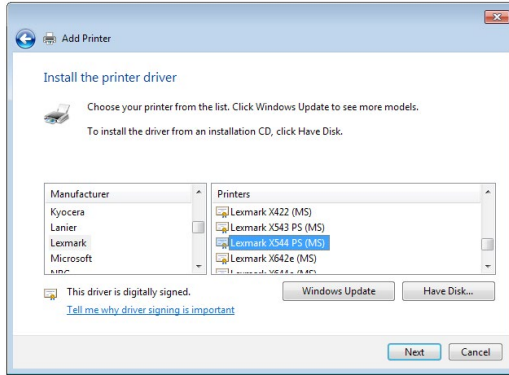 Add Printer
Install the printer driver
Choose your printer from the list. Click Windows Update to see more models.
To install the driver from an installation CD, click Have Disk.
Manufacturer
Kyocera
Lanier
Lexmark
Microsoft
Printers
Lexmark X422 (MS)
Lexmark X543 PS (MS)
Lexmark X544 PS (MS)
Lexmark X642e (MS)
This driver is digitally signed.
Tell me why driver signing is important
Windows Update
Have Disk...
Next
Cancel